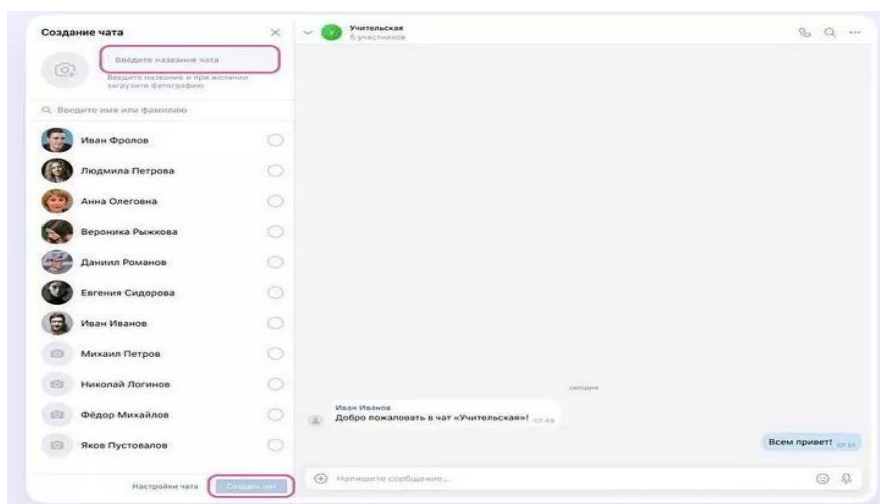 Создание чата
Введите название чата
Введите название и при желании
загрузите фотографию
Введите имя или фамилию
Иван Фролов
Людмила Петрова
Анна Олеговна
Вероника Рыжкова
Даниил Романов
Евгения Сидорова
Иван Иванов
Михаил Петров
Николай Логинов
Фёдор Михайлов
Яков Пустовалов
Настройки чата
Создать чат
У
Учительская
5 участников
сегодня
Иван Иванов
Добро пожаловать в чат «Учительская»!
Всем привет!
Напишите сообщение...